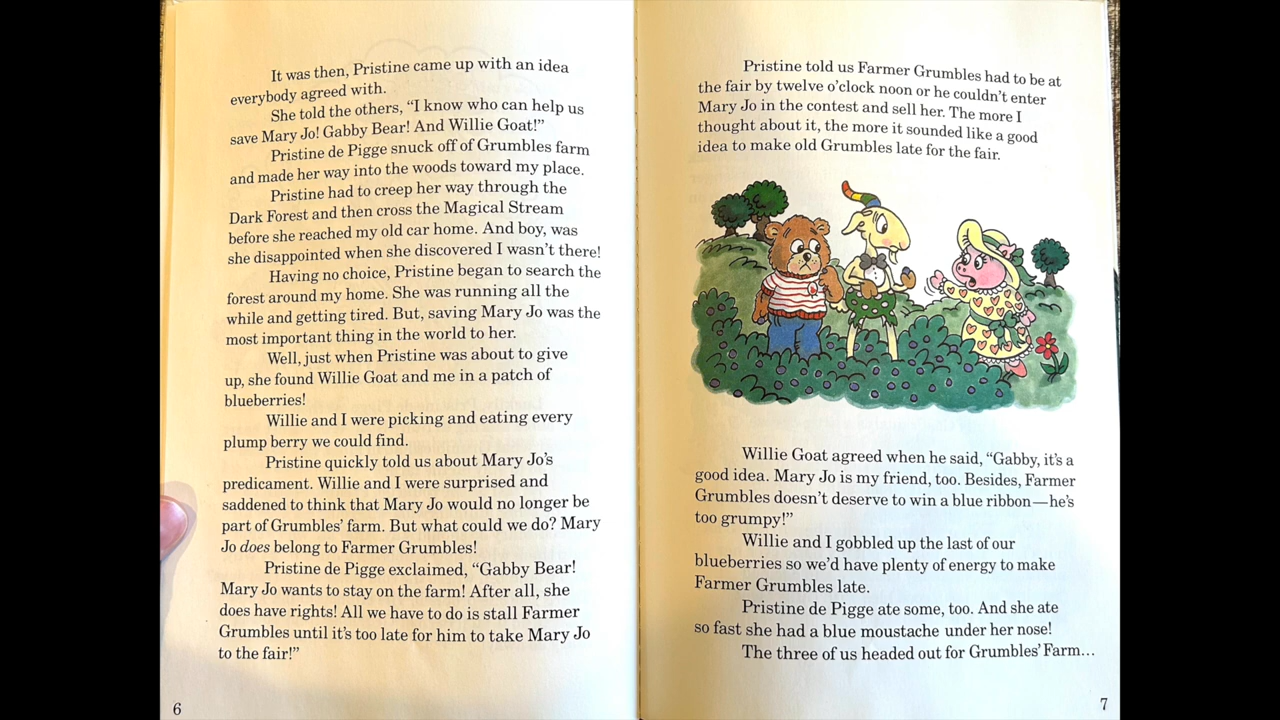 It was then, Pristine came up with an idea
everybody agreed with.
She told the others, “I know who can help us
save Mary Jo! Gabby Bear! And Willie Goat!”
Pristine de Pigge snuck off of Grumbles farm
and made her way into the woods toward my place.
Pristine had to creep her way through the
Dark Forest and then cross the Magical Stream
before she reached my old car home. And boy, was
she disappointed when she discovered I wasn’t there!
Having no choice, Pristine began to search the
forest around my home. She was running all the
while and getting tired. But, saving Mary Jo was the
most important thing in the world to her.
Well, just when Pristine was about to give
up, she found Willie Goat and me in a patch of
blueberries!
Willie and I were picking and eating every
plump berry we could find.
Pristine quickly told us about Mary Jo’s
predicament. Willie and I were surprised and
saddened to think that Mary Jo would no longer be
part of Grumbles’ farm. But what could we do? Mary
Jo does belong to Farmer Grumbles!
Pristine de Pigge exclaimed, “Gabby Bear!
Mary Jo wants to stay on the farm! After all, she
does have rights! All we have to do is stall Farmer
Grumbles until it’s too late for him to take Mary Jo
to the fair!”
6
Pristine told us Farmer Grumbles had to be at
the fair by twelve o’clock noon or he couldn’t enter
Mary Jo in the contest and sell her. The more I
thought about it, the more it sounded like a good
idea to make old Grumbles late for the fair.
Willie Goat agreed when he said, “Gabby, it’s a
good idea. Mary Jo is my friend, too. Besides, Farmer
Grumbles doesn’t deserve to win a blue ribbon—he’s
too grumpy!”
Willie and I gobbled up the last of our
blueberries so we’d have plenty of energy to make
Farmer Grumbles late.
Pristine de Pigge ate some, too. And she ate
so fast she had a blue moustache under her nose!
The three of us headed out for Grumbles’ Farm...
7